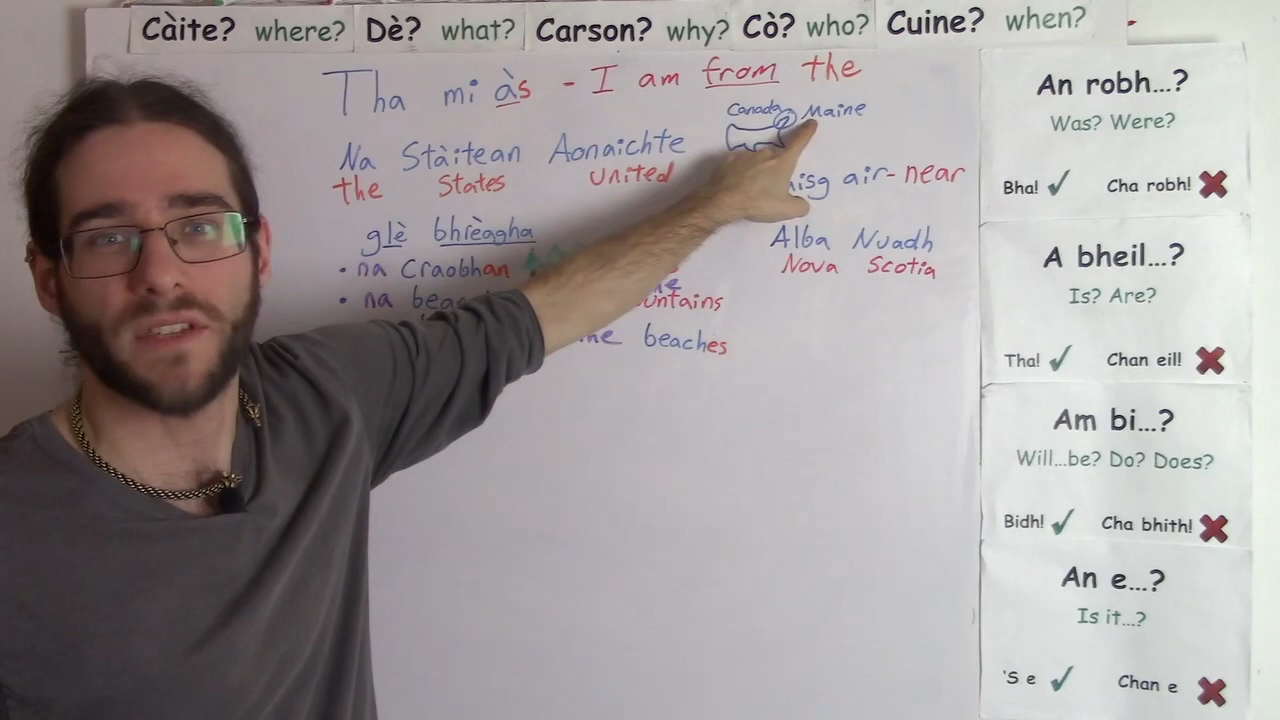 Càite? where? Dè? what? Carson? why? Cò? who? Cuine? when?
Tha mi às - I am from the
Canada Maine
Na Stàitean Aonaichte
the States United
air - near
glè bhrèagha
Alba Nuadh
Nova Scotia
• na Craobhan
• na
beaches
An robh...?
Was? Were?
Bha! ✓ Cha robh! ✗
A bheil...?
Is? Are?
Tha! ✓ Chan eil! ✗
Am bi...?
Will...be? Do? Does?
Bidh! ✓ Cha bhith! ✗
An e...?
Is it...?
'S e ✓ Chan e ✗